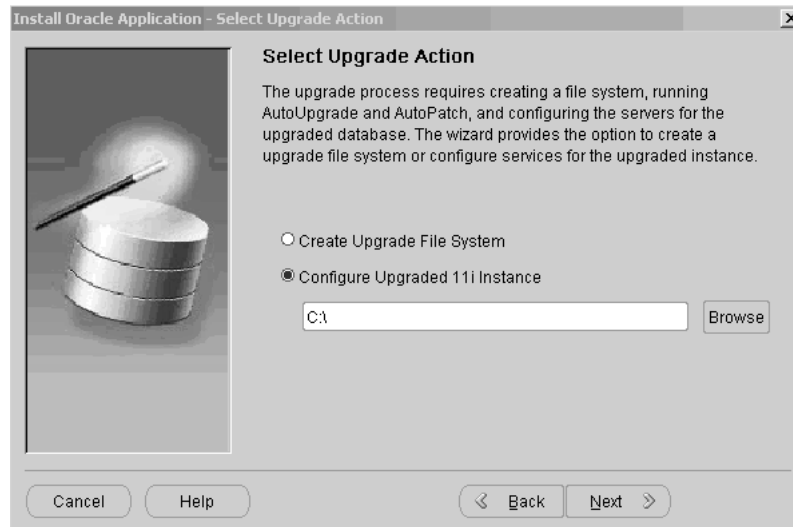 Install Oracle Application - Select Upgrade Action
Select Upgrade Action
The upgrade process requires creating a file system, running
AutoUpgrade and AutoPatch, and configuring the servers for the
upgraded database. The wizard provides the option to create a
upgrade file system or configure services for the upgraded instance.
Create Upgrade File System
Configure Upgraded 11i Instance
C:\
Browse
Cancel
Help
Back
Next